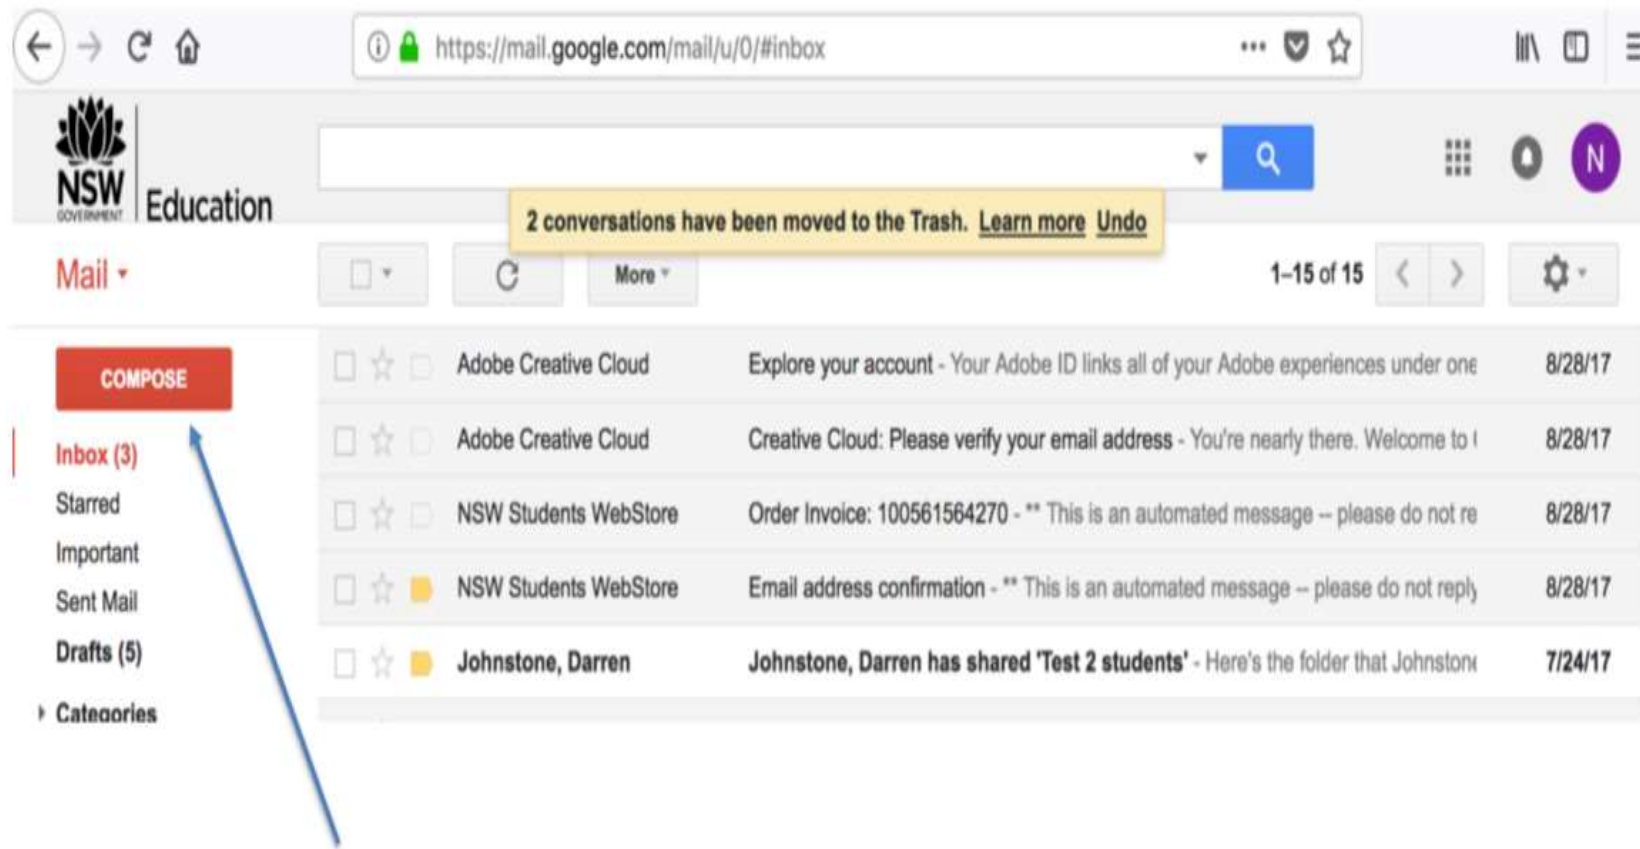 https://mail.google.com/mail/u/0/#inbox
NSW
GOVERNMENT
Education
N
2 conversations have been moved to the Trash. Learn more Undo
Mail
More
1–15 of 15
COMPOSE
Inbox (3)
Starred
Important
Sent Mail
Drafts (5)
Categories
Adobe Creative Cloud Explore your account - Your Adobe ID links all of your Adobe experiences under one 8/28/17
Adobe Creative Cloud Creative Cloud: Please verify your email address - You're nearly there. Welcome to 8/28/17
NSW Students WebStore Order Invoice: 100561564270 - ** This is an automated message -- please do not re 8/28/17
NSW Students WebStore Email address confirmation - ** This is an automated message -- please do not reply 8/28/17
Johnstone, Darren Johnstone, Darren has shared 'Test 2 students' - Here's the folder that Johnstone 7/24/17